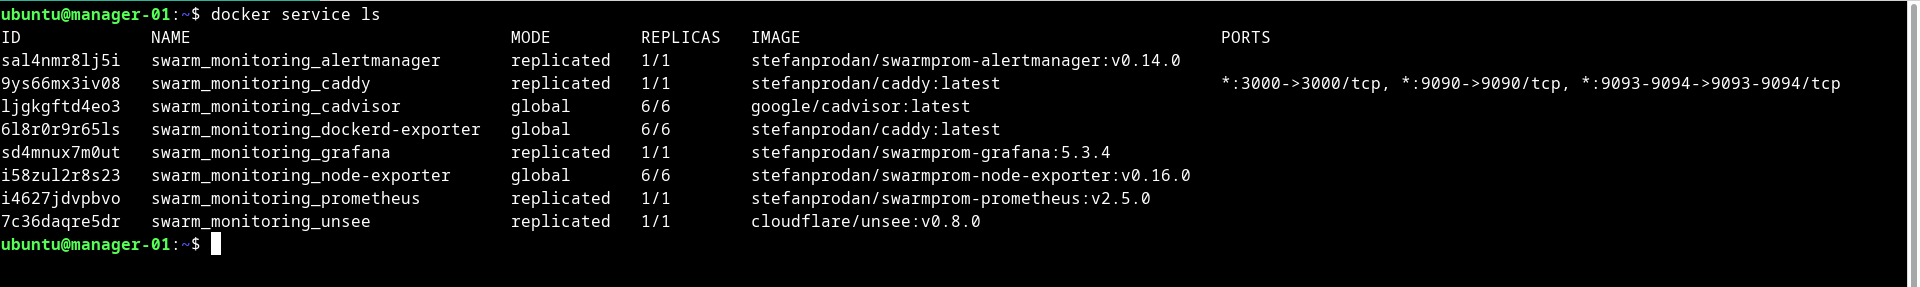 ubuntu@manager-01:~$ docker service ls
ID             NAME                                MODE         REPLICAS   IMAGE                                          PORTS
sal4nmr8lj5i   swarm_monitoring_alertmanager       replicated   1/1        stefanprodan/swarmprom-alertmanager:v0.14.0
9ys66mx3iv08   swarm_monitoring_caddy              replicated   1/1        stefanprodan/caddy:latest                      *:3000->3000/tcp, *:9090->9090/tcp, *:9093-9094->9093-9094/tcp
ljgkgftd4eo3   swarm_monitoring_cadvisor           global       6/6        google/cadvisor:latest
6l8r0r9r65ls   swarm_monitoring_dockerd-exporter   global       6/6        stefanprodan/caddy:latest
sd4mnux7m0ut   swarm_monitoring_grafana            replicated   1/1        stefanprodan/swarmprom-grafana:5.3.4
i58zul2r8s23   swarm_monitoring_node-exporter      global       6/6        stefanprodan/swarmprom-node-exporter:v0.16.0
i4627jdvpbvo   swarm_monitoring_prometheus         replicated   1/1        stefanprodan/swarmprom-prometheus:v2.5.0
7c36daqre5dr   swarm_monitoring_unsee              replicated   1/1        cloudflare/unsee:v0.8.0
ubuntu@manager-01:~$